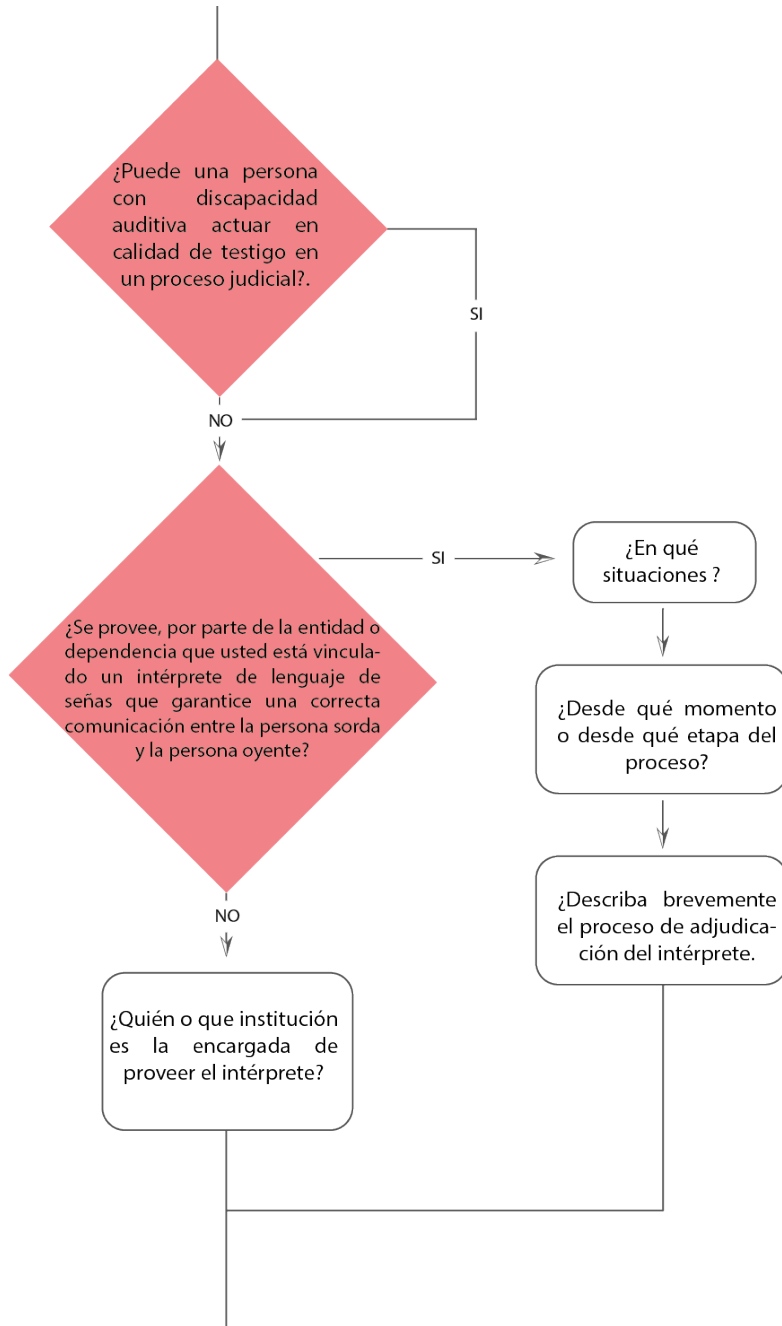 ¿Puede una persona
con discapacidad
auditiva actuar en
calidad de testigo en
un proceso judicial?.
SI
NO
¿Se provee, por parte de la entidad o
dependencia que usted está vincula-
do un intérprete de lenguaje de
señas que garantice una correcta
comunicación entre la persona sorda
y la persona oyente?
SI
¿En qué
situaciones ?
¿Desde qué momento
o desde qué etapa del
proceso?
¿Describa brevemente
el proceso de adjudica-
ción del intérprete.
NO
¿Quién o que institución
es la encargada de
proveer el intérprete?